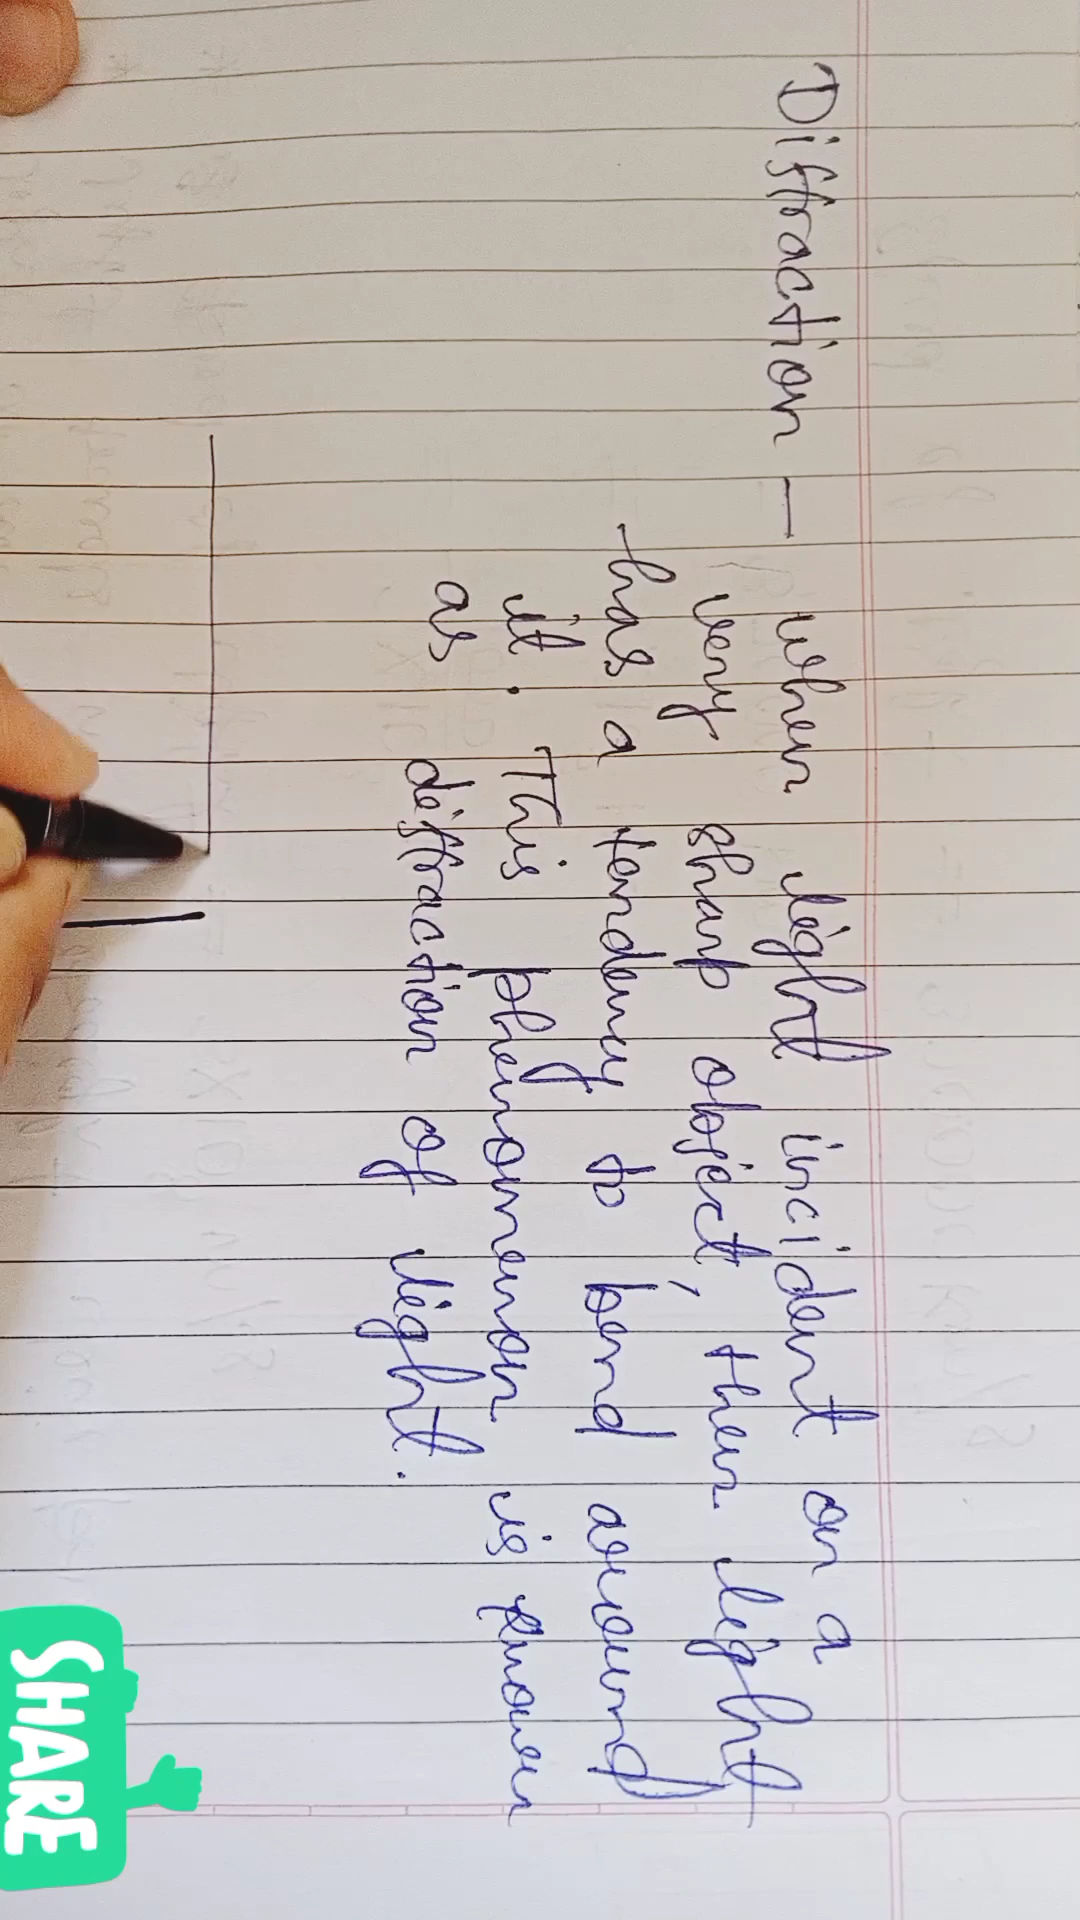 Diffraction — when light incident on a
very sharp object, then light
has a tendency to bend around
it. This phenomenon is known
as diffraction of light.
SHARE